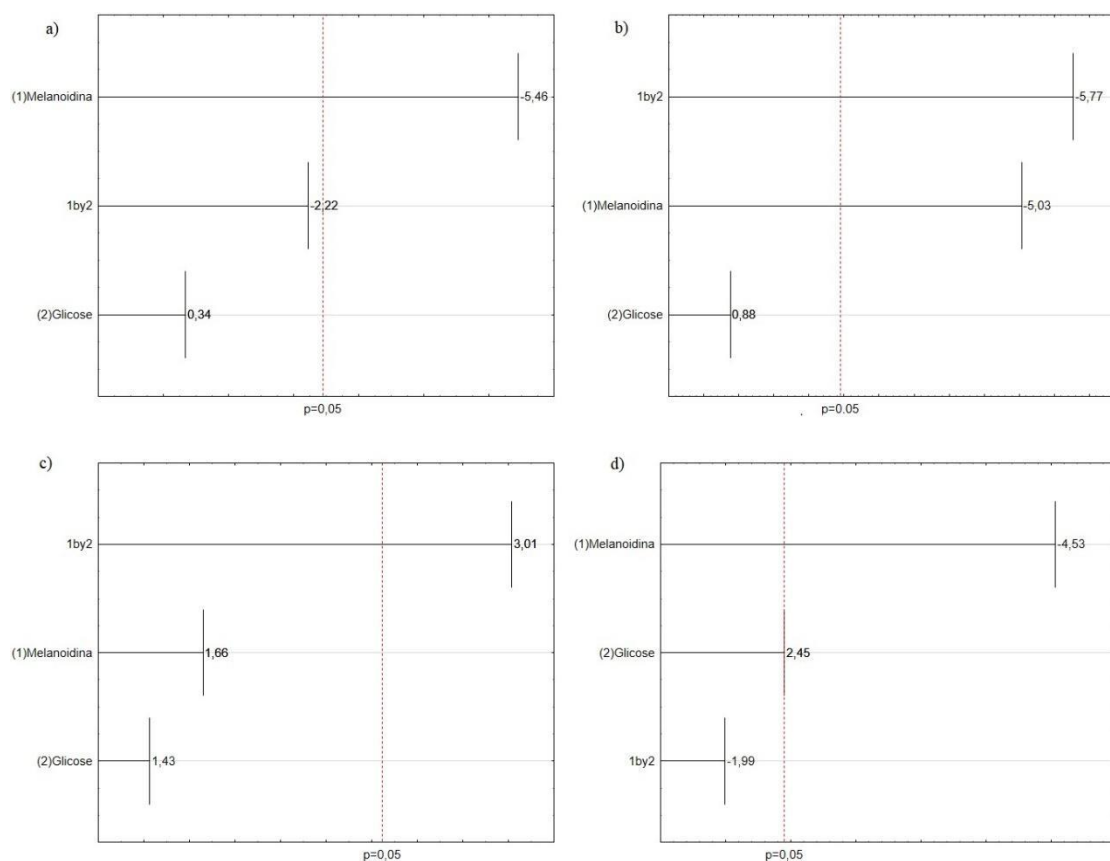 a)
(1)Melanoidina
-5,46
1by2
-2,22
(2)Glicose
0,34
p=0,05
b)
1by2
-5,77
(1)Melanoidina
-5,03
(2)Glicose
0,88
p=0,05
c)
1by2
3,01
(1)Melanoidina
1,66
(2)Glicose
1,43
p=0,05
d)
(1)Melanoidina
-4,53
(2)Glicose
2,45
1by2
-1,99
p=0,05